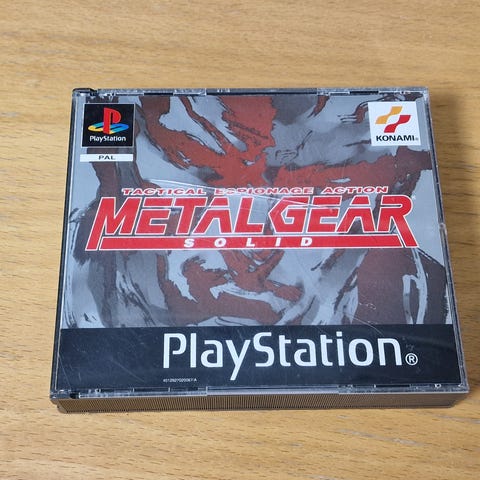 PlayStation
PAL
KONAMI®
TACTICAL ESPIONAGE ACTION
METAL GEAR
SOLID
PlayStation®